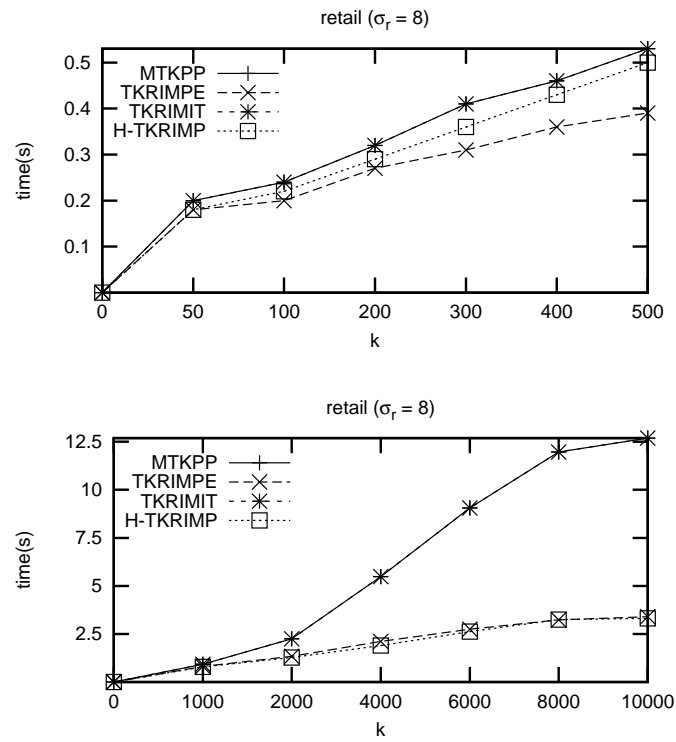 retail (σr = 8)
0.5
MTKPP
TKRIMPE
0.4
TKRIMIT
H-TKRIMP
0.3
time(s)
0.2
0.1
0 50 100 200 300 400 500
k
retail (σr = 8)
12.5
MTKPP
TKRIMPE
10
TKRIMIT
H-TKRIMP
7.5
time(s)
5
2.5
0 1000 2000 4000 6000 8000 10000
k